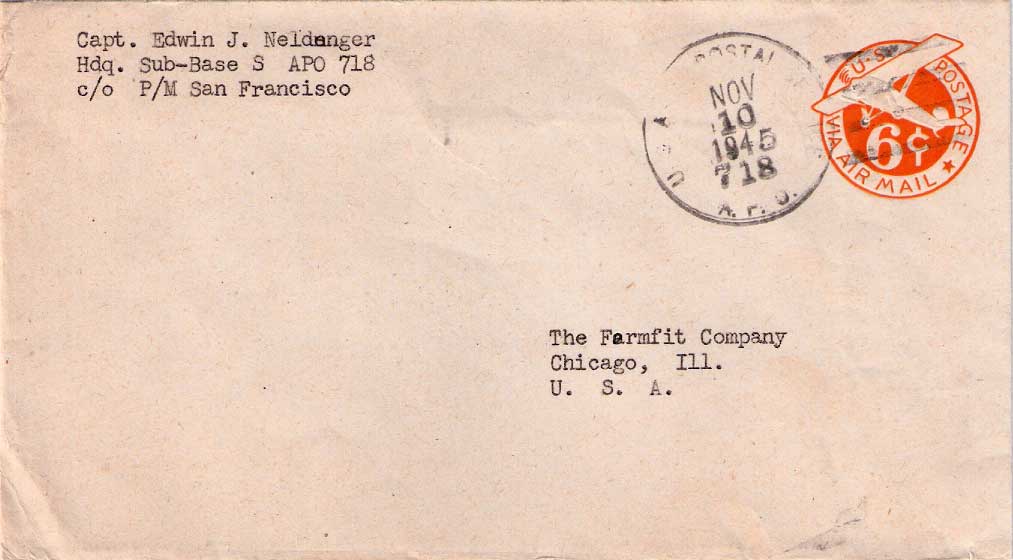 Capt. Edwin J. Neldanger
Hdq. Sub-Base S APO 718
c/o P/M San Francisco
U.S. POSTAL
NOV
10
1945
718
A.P.O.
U.S. POSTAGE
6¢
VIA AIR MAIL
The Farmfit Company
Chicago, Ill.
U. S. A.